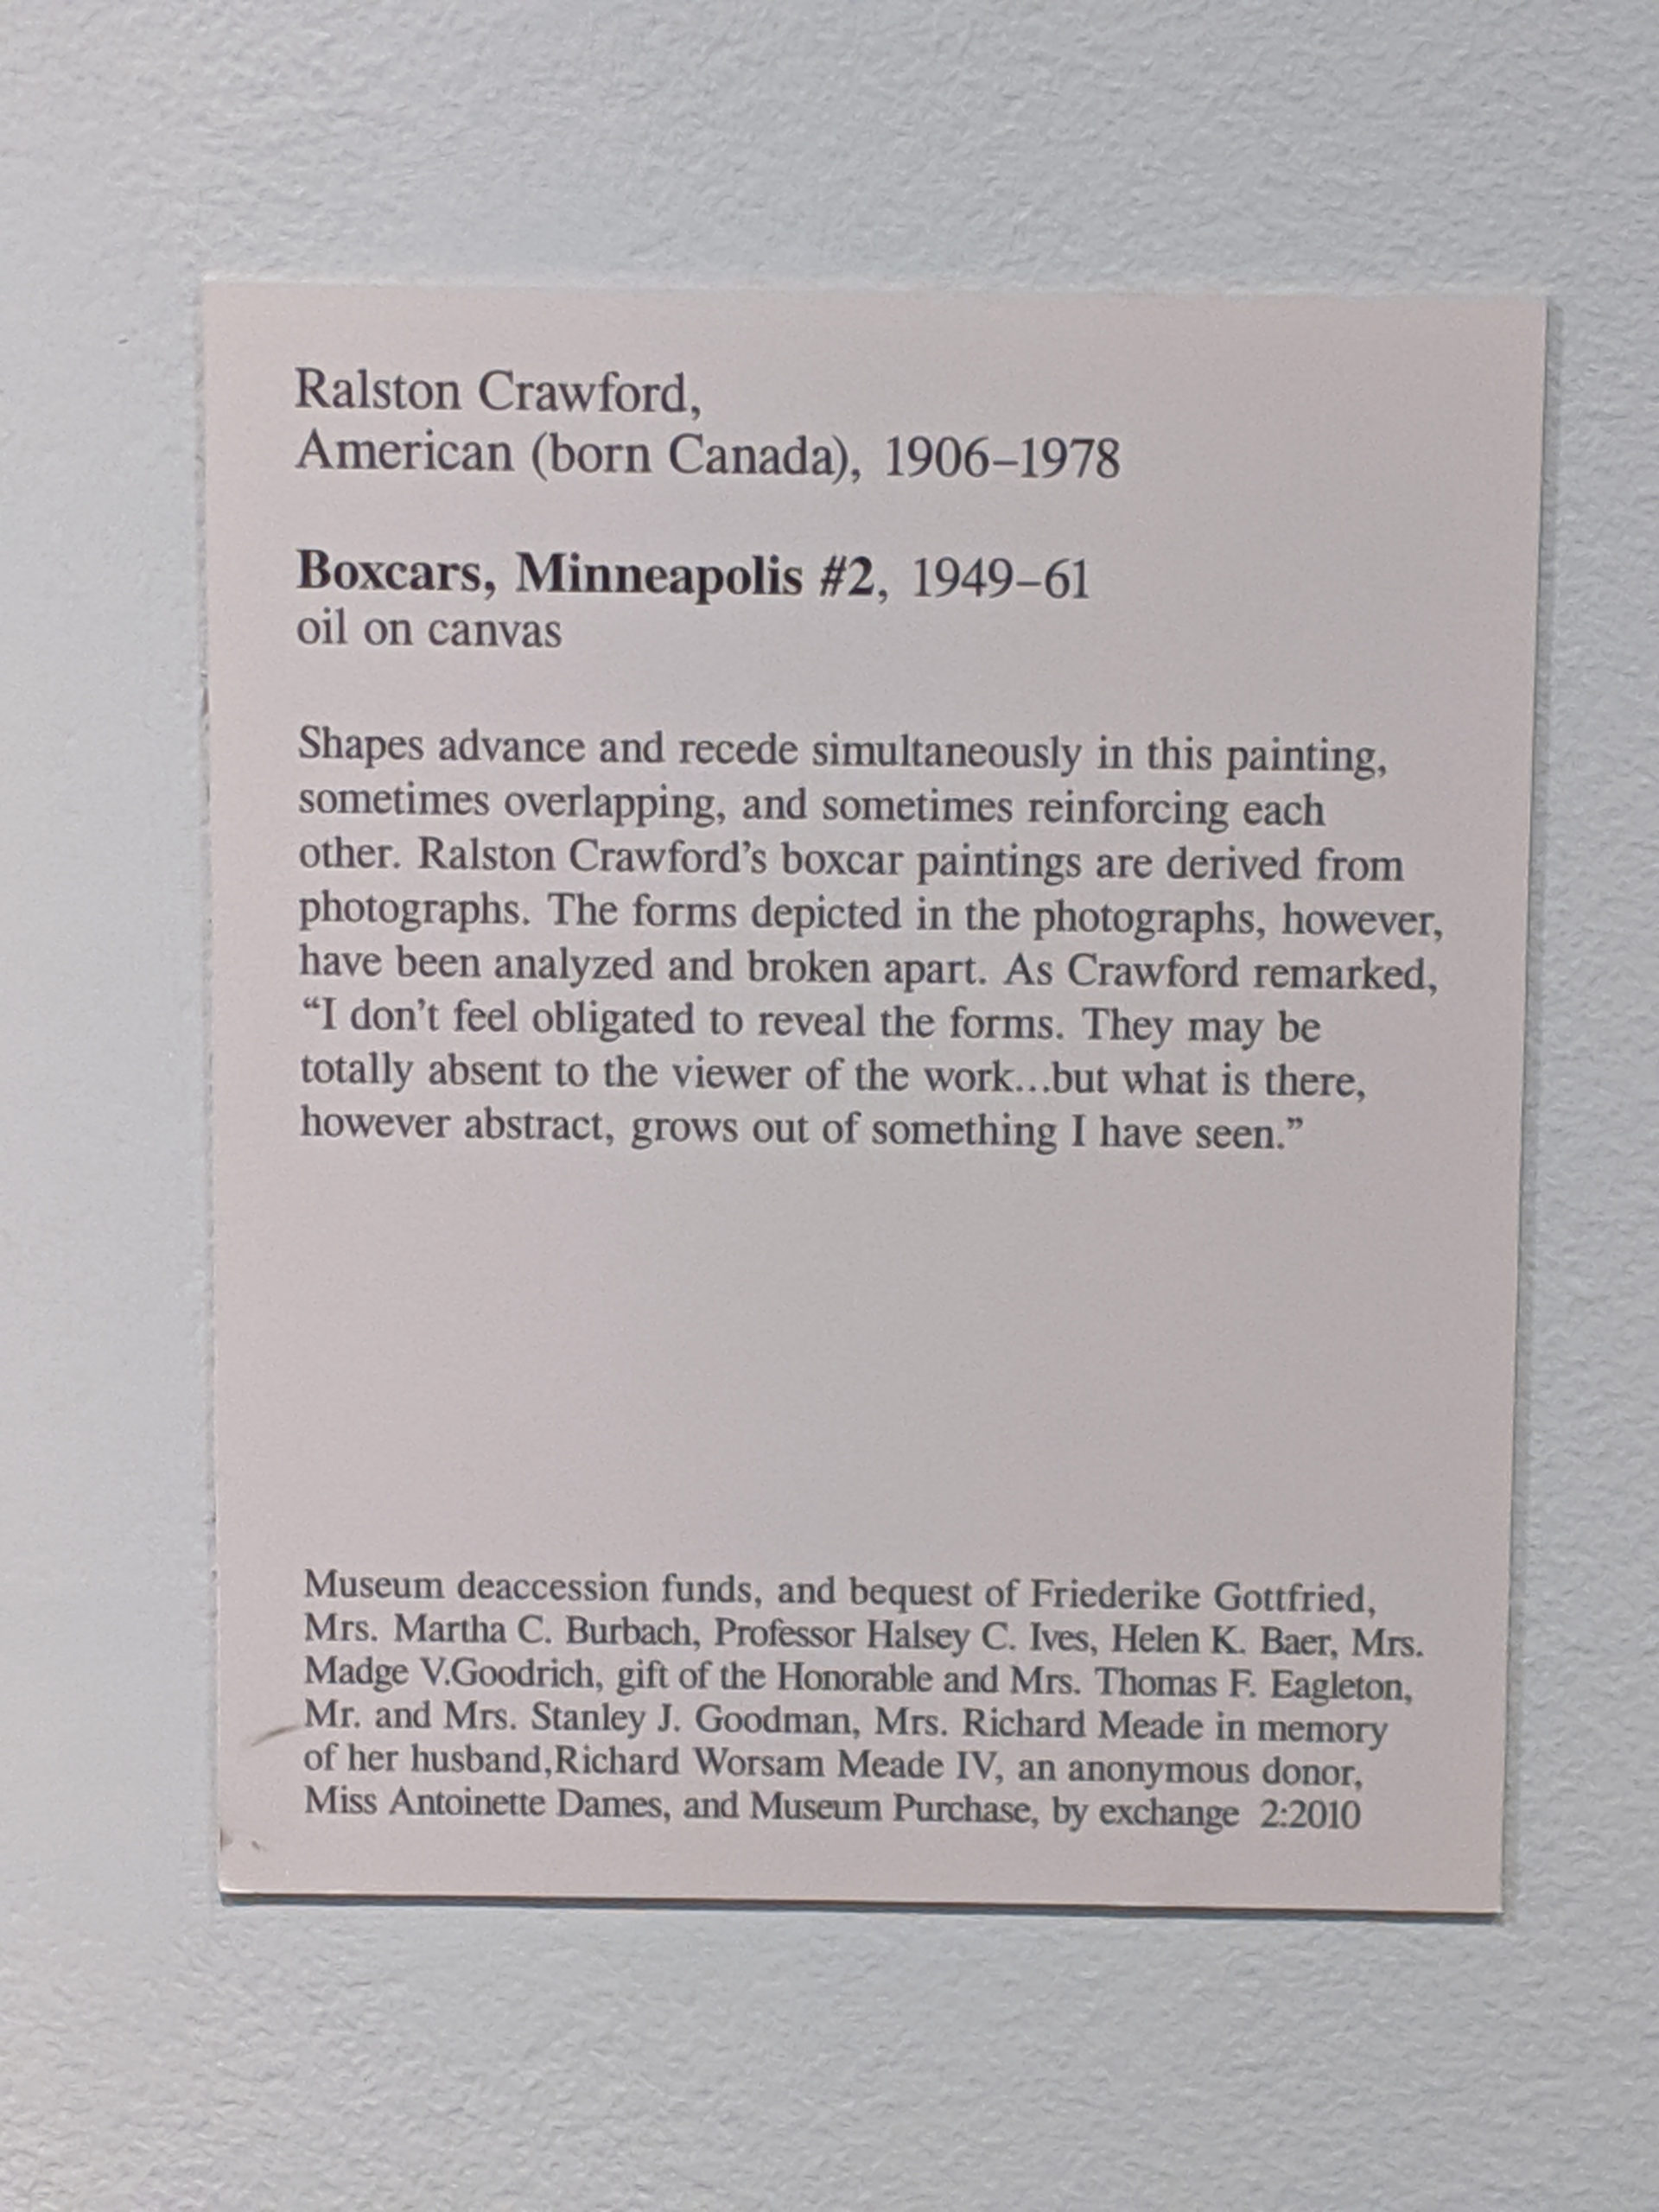 Ralston Crawford,
American (born Canada), 1906–1978
Boxcars, Minneapolis #2, 1949–61
oil on canvas
Shapes advance and recede simultaneously in this painting,
sometimes overlapping, and sometimes reinforcing each
other. Ralston Crawford’s boxcar paintings are derived from
photographs. The forms depicted in the photographs, however,
have been analyzed and broken apart. As Crawford remarked,
“I don’t feel obligated to reveal the forms. They may be
totally absent to the viewer of the work...but what is there,
however abstract, grows out of something I have seen.”
Museum deaccession funds, and bequest of Friederike Gottfried,
Mrs. Martha C. Burbach, Professor Halsey C. Ives, Helen K. Baer, Mrs.
Madge V.Goodrich, gift of the Honorable and Mrs. Thomas F. Eagleton,
Mr. and Mrs. Stanley J. Goodman, Mrs. Richard Meade in memory
of her husband,Richard Worsam Meade IV, an anonymous donor,
Miss Antoinette Dames, and Museum Purchase, by exchange 2:2010